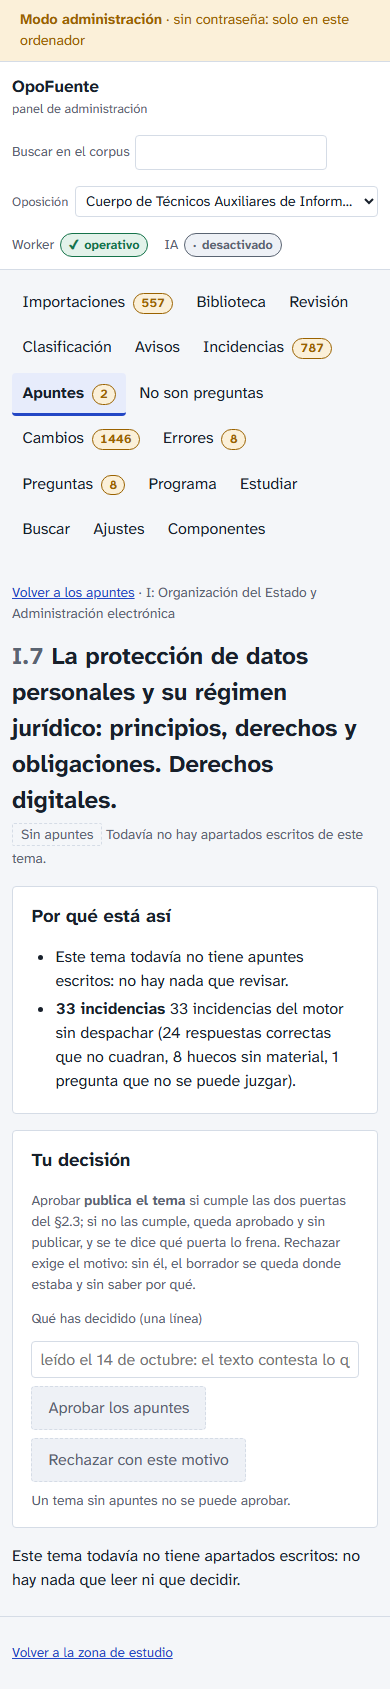 Modo administración · sin contraseña: solo en este
ordenador
OpoFuente
panel de administración
Buscar en el corpus
Oposición Cuerpo de Técnicos Auxiliares de Inform...
Worker ✔ operativo IA · desactivado
Importaciones 557 Biblioteca Revisión
Clasificación Avisos Incidencias 787
Apuntes 2 No son preguntas
Cambios 1446 Errores 8
Preguntas 8 Programa Estudiar
Buscar Ajustes Componentes
Volver a los apuntes · I: Organización del Estado y
Administración electrónica
I.7 La protección de datos
personales y su régimen
jurídico: principios, derechos y
obligaciones. Derechos
digitales.
Sin apuntes Todavía no hay apartados escritos de este
tema.
Por qué está así
• Este tema todavía no tiene apuntes
escritos: no hay nada que revisar.
• 33 incidencias 33 incidencias del motor
sin despachar (24 respuestas correctas
que no cuadran, 8 huecos sin material, 1
pregunta que no se puede juzgar).
Tu decisión
Aprobar publica el tema si cumple las dos puertas
del §2.3; si no las cumple, queda aprobado y sin
publicar, y se te dice qué puerta lo frena. Rechazar
exige el motivo: sin él, el borrador se queda donde
estaba y sin saber por qué.
Qué has decidido (una línea)
leído el 14 de octubre: el texto contesta lo q
Aprobar los apuntes
Rechazar con este motivo
Un tema sin apuntes no se puede aprobar.
Este tema todavía no tiene apartados escritos: no
hay nada que leer ni que decidir.
Volver a la zona de estudio